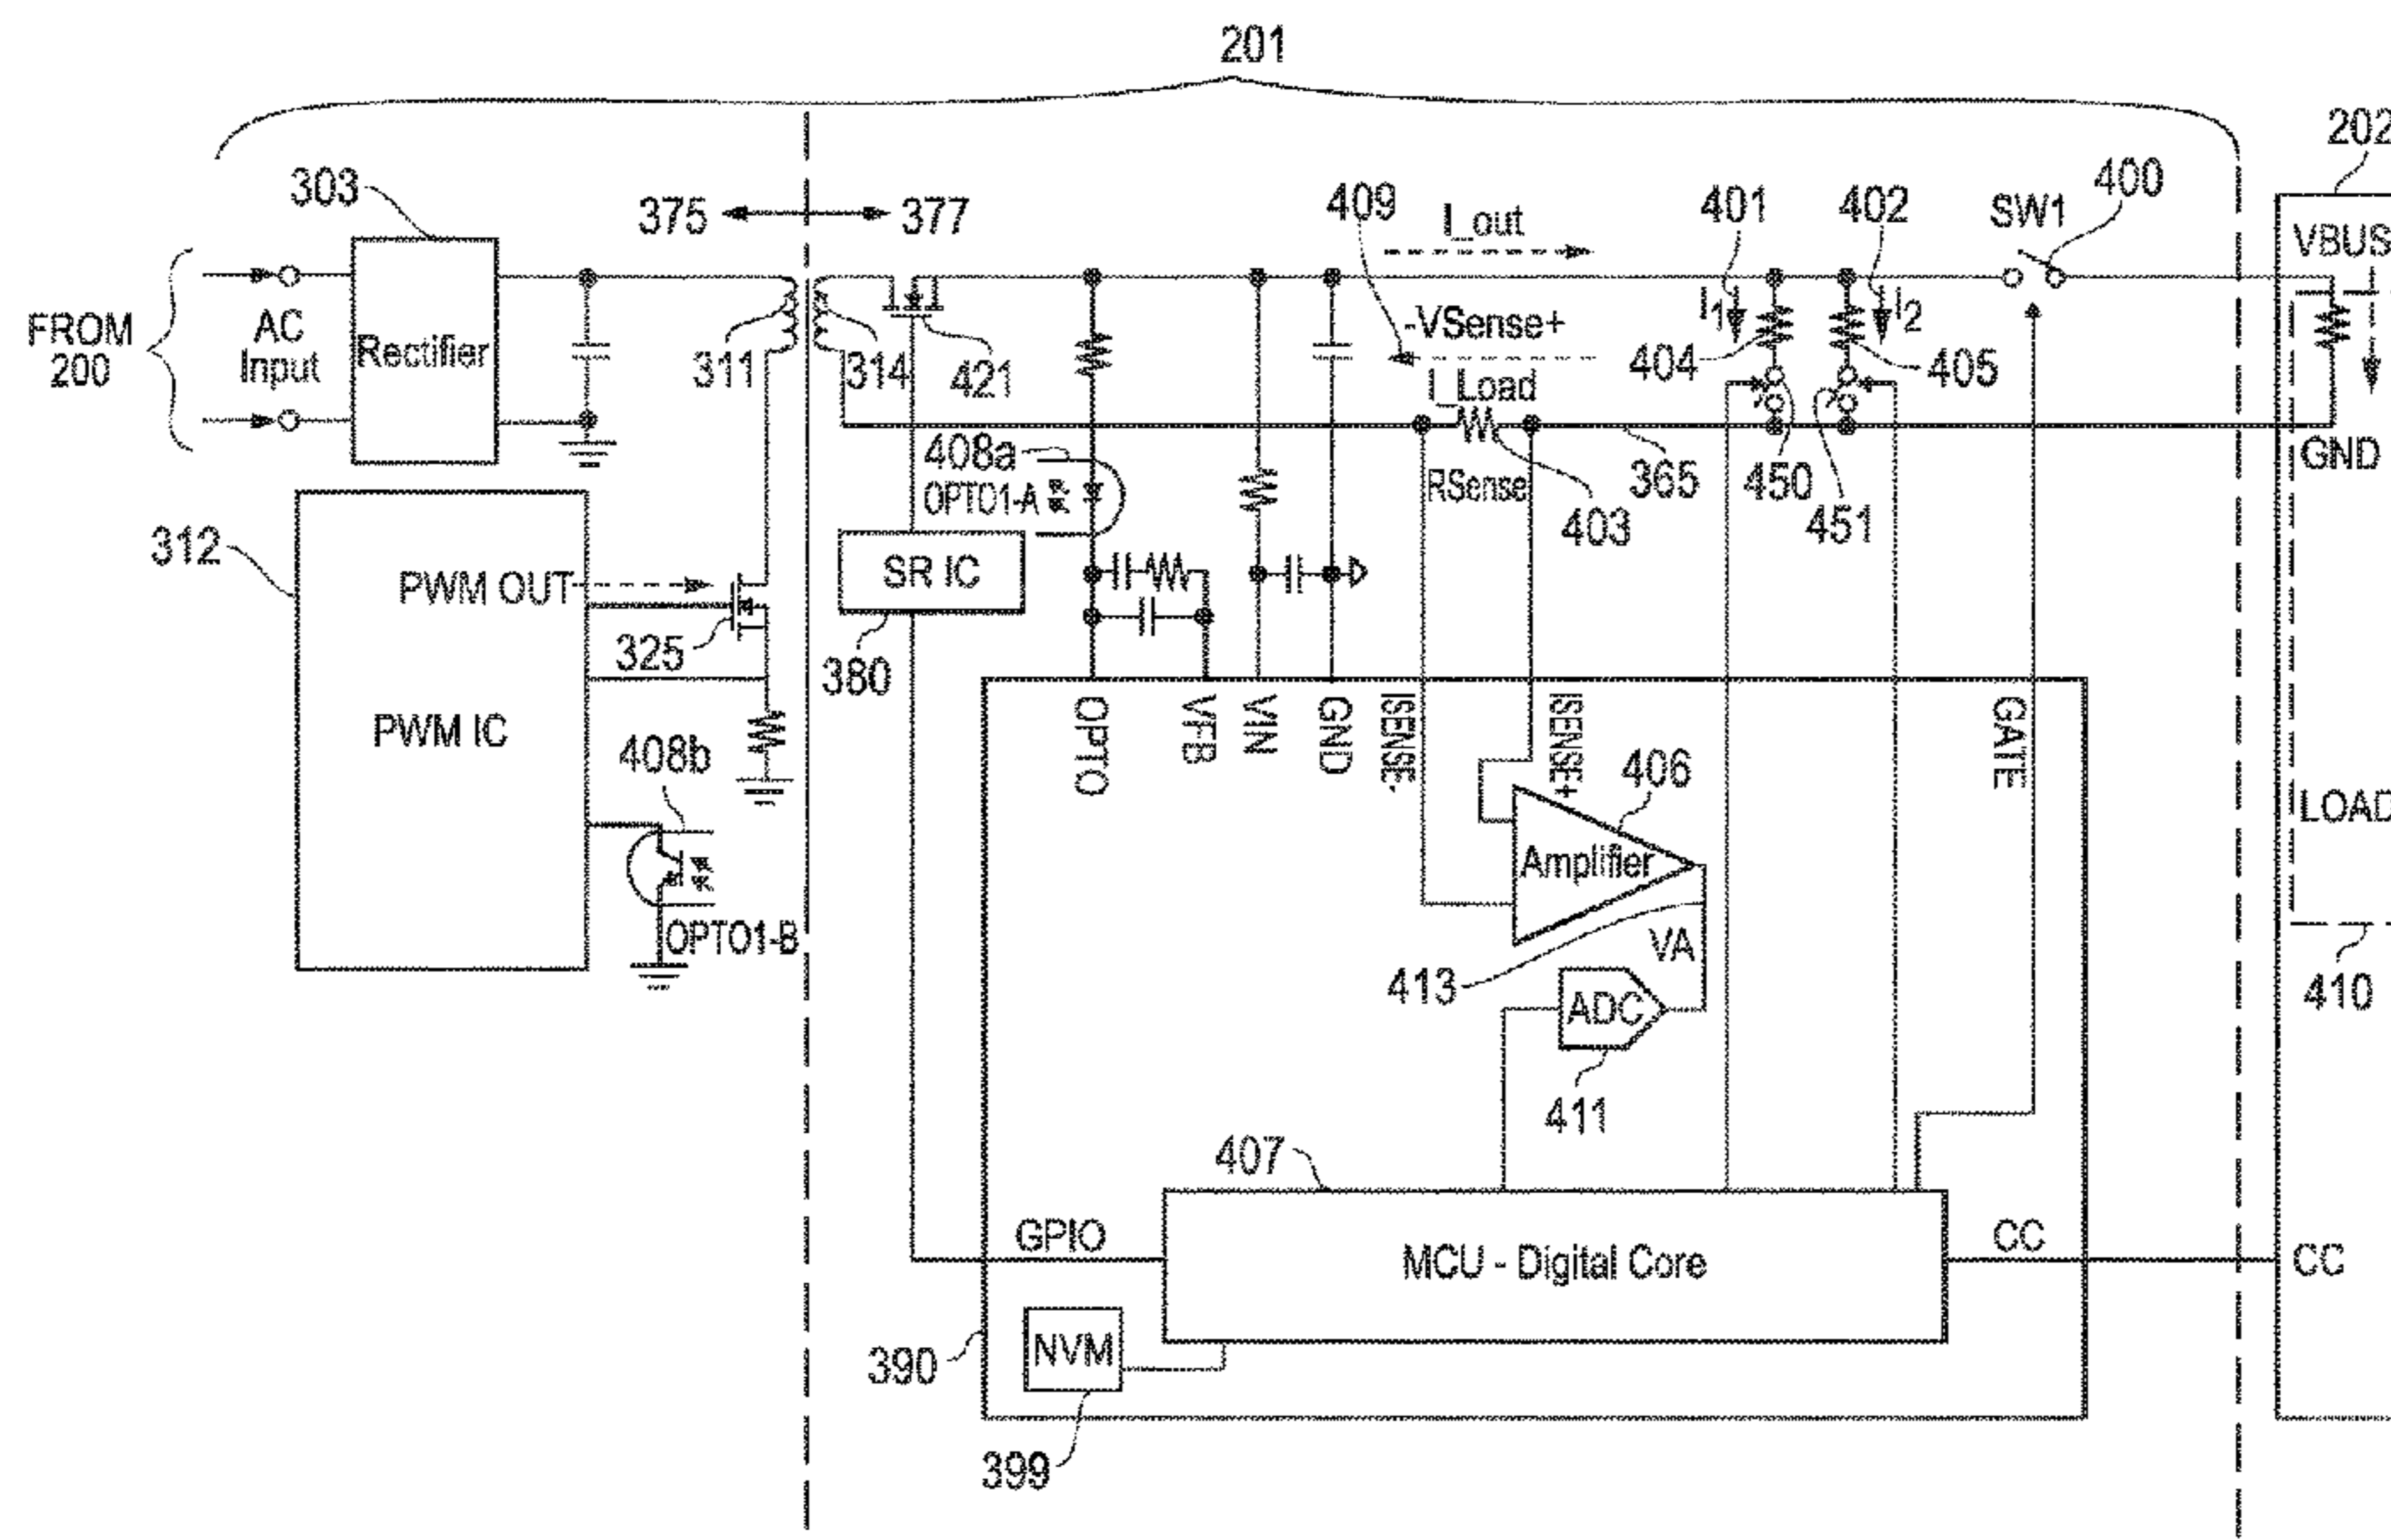 201
202
303
375
377
409
I_out
401
402
SW1
400
VBUS
FROM
200
AC
Input
Rectifier
311
314
421
-VSense+
I_Load
I1
I2
404
405
408a
OPTO1-A
RSense
403
365
450
451
GND
312
PWM OUT
325
SR IC
380
PWM IC
408b
OPTO1-B
OPTO
VFB
VIN
GND
ISENSE-
ISENSE+
GATE
406
Amplifier
LOAD
VA
413
ADC
411
410
407
GPIO
MCU - Digital Core
CC
CC
390
NVM
399